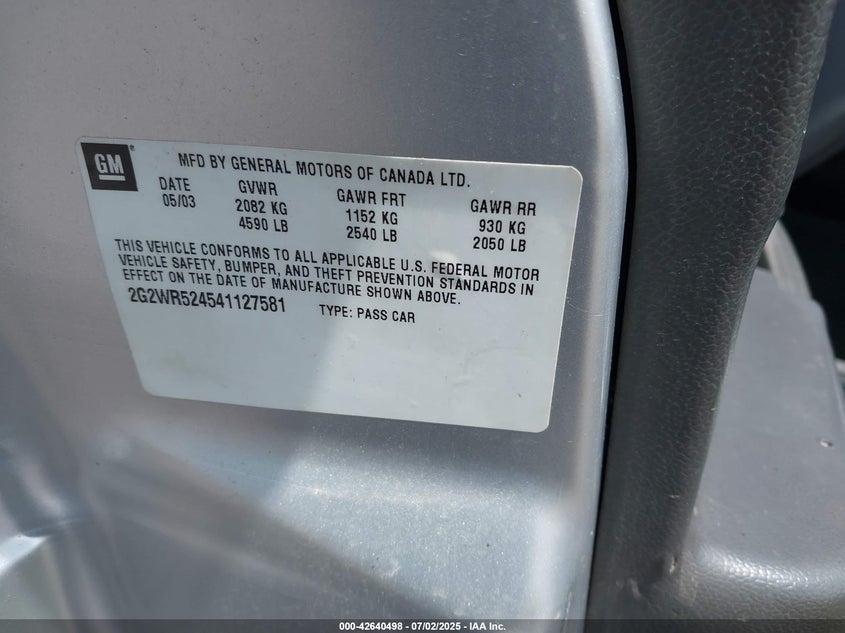 GM
MFD BY GENERAL MOTORS OF CANADA LTD.
DATE GVWR GAWR FRT GAWR RR
05/03 2082 KG 1152 KG 930 KG
4590 LB 2540 LB 2050 LB
THIS VEHICLE CONFORMS TO ALL APPLICABLE U.S. FEDERAL MOTOR
VEHICLE SAFETY, BUMPER, AND THEFT PREVENTION STANDARDS IN
EFFECT ON THE DATE OF MANUFACTURE SHOWN ABOVE.
2G2WR524541127581 TYPE: PASS CAR
000-42640498 - 07/02/2025 - IAA Inc.